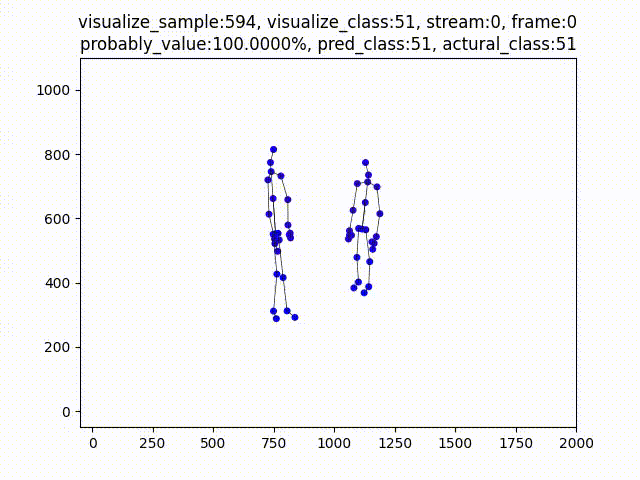 visualize_sample:594, visualize_class:51, stream:0, frame:0
probably_value:100.0000%, pred_class:51, actural_class:51
1000
800
600
400
200
0
0 250 500 750 1000 1250 1500 1750 2000